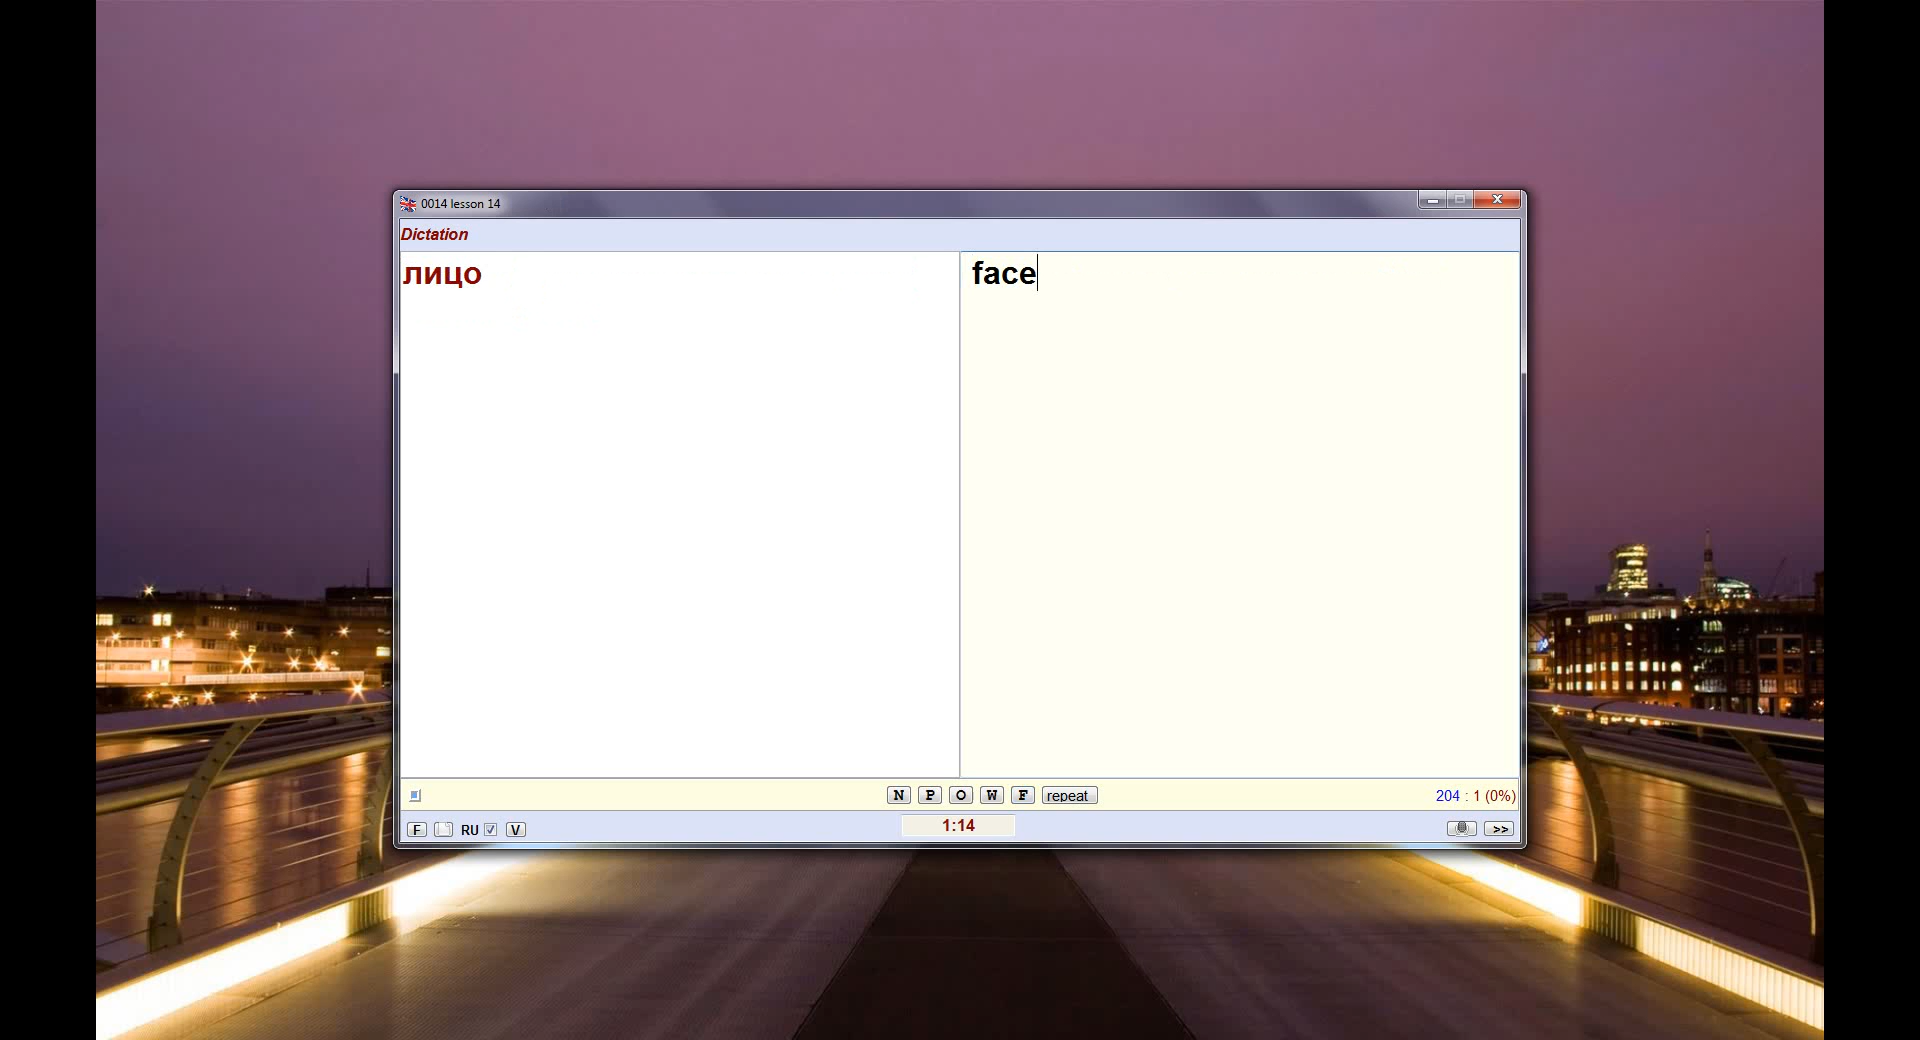 0014 lesson 14
Dictation
лицо
face
N P O W F repeat
204 : 1 (0%)
F RU V
1:14
>>